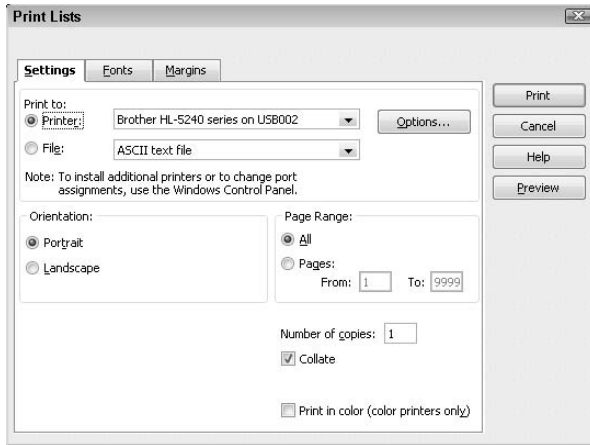 Print Lists
Settings Fonts Margins
Print to:
Printer: Brother HL-5240 series on USB002 Options...
File: ASCII text file
Note: To install additional printers or to change port
assignments, use the Windows Control Panel.
Orientation:
Portrait
Landscape
Page Range:
All
Pages:
From: 1 To: 9999
Number of copies: 1
Collate
Print in color (color printers only)
Print
Cancel
Help
Preview